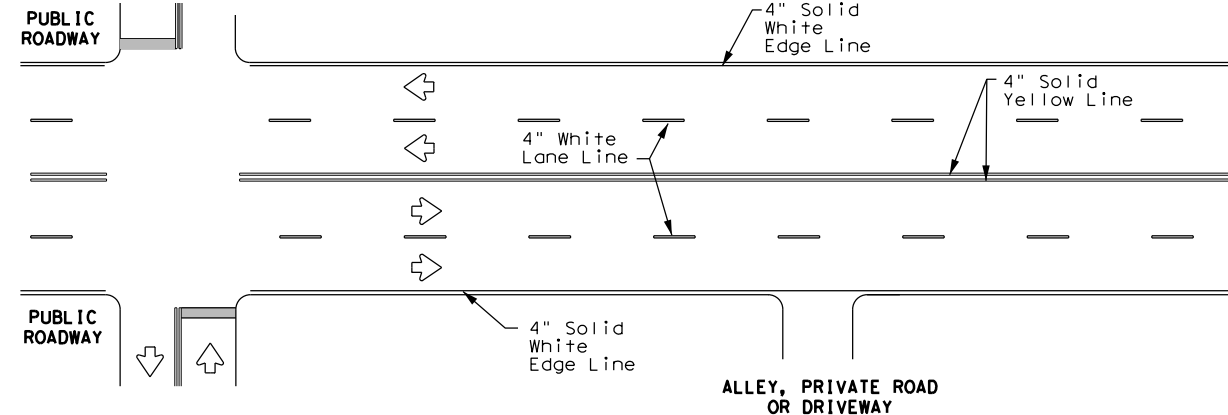 PUBLIC
ROADWAY
4" Solid
White
Edge Line
4" Solid
Yellow Line
4" White
Lane Line
PUBLIC
ROADWAY
4" Solid
White
Edge Line
ALLEY, PRIVATE ROAD
OR DRIVEWAY